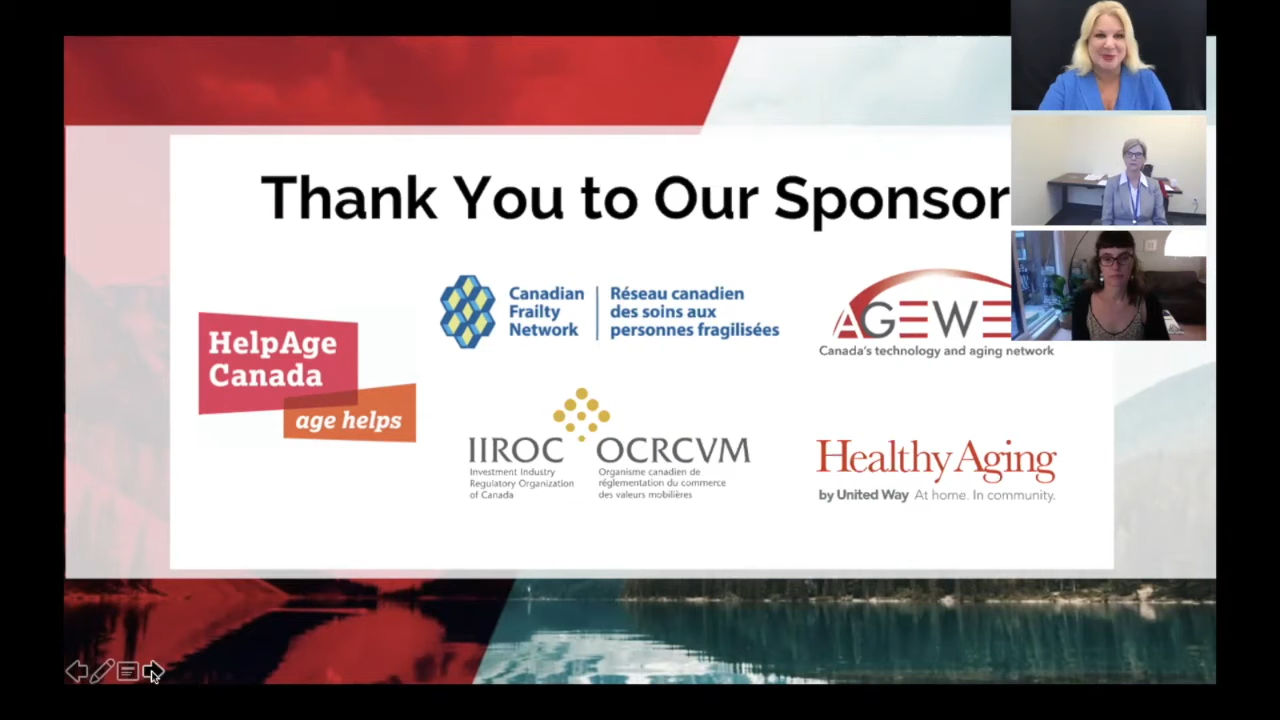 Thank You to Our Sponsor
HelpAge
Canada
age helps
Canadian
Frailty
Network
Réseau canadien
des soins aux
personnes fragilisées
AGEWE
Canada's technology and aging network
IIROC
Investment Industry
Regulatory Organization
of Canada
OCRCVM
Organisme canadien de
réglementation du commerce
des valeurs mobilières
Healthy Aging
by United Way At home. In community.